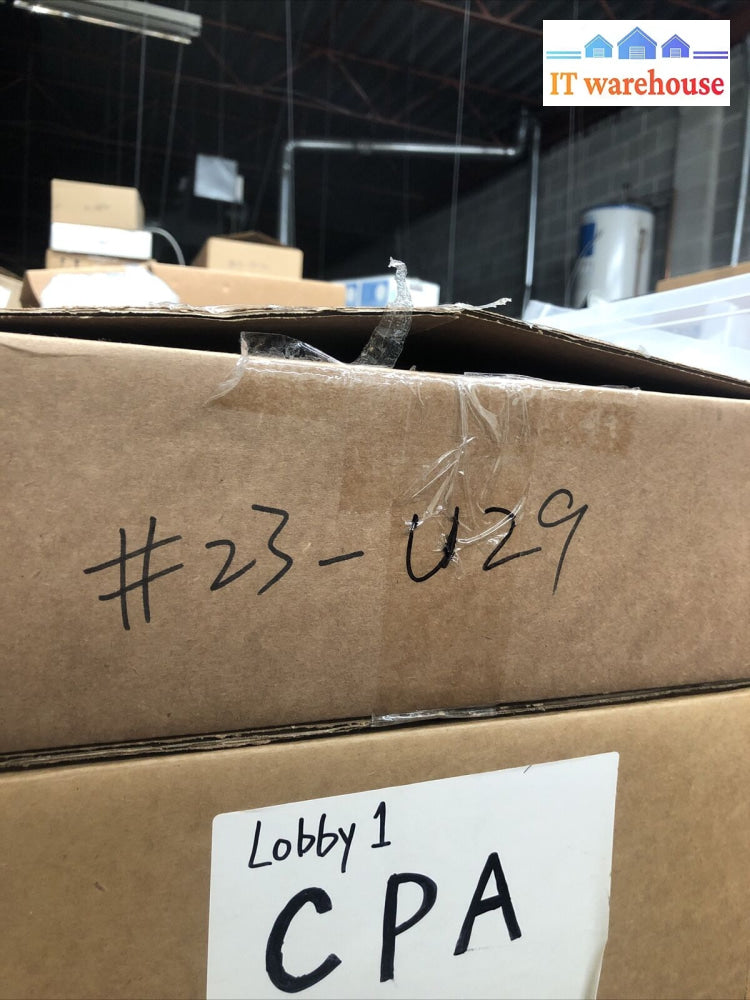 IT warehouse
#23-U29
Lobby 1
CPA